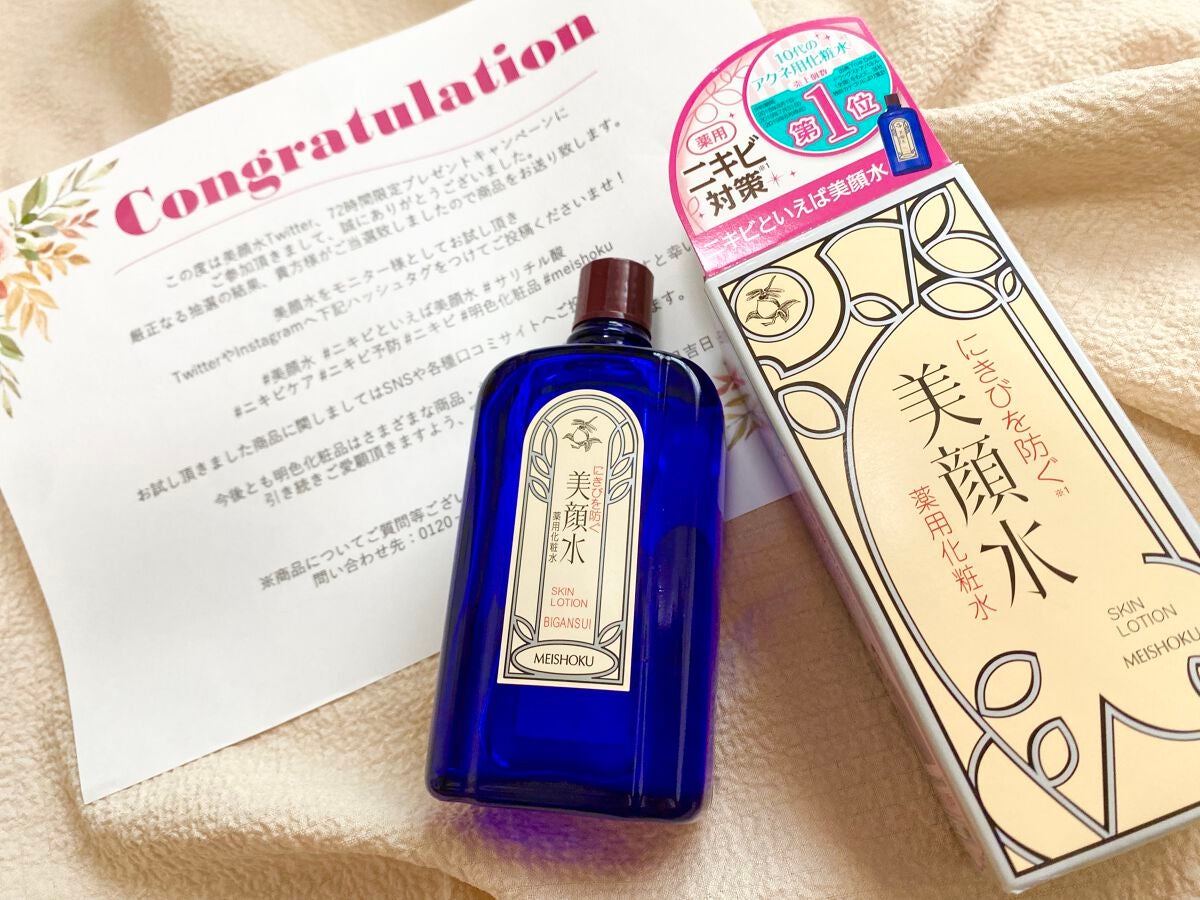 Congratulation
この度は美顔水Twitter、72時間限定プレゼントキャンペーンに
ご参加頂きまして、誠にありがとうございました。
厳正なる抽選の結果、貴方様がご当選致しましたので商品をお送り致します。
美顔水をモニター様としてお試し頂き
TwitterやInstagramへ下記ハッシュタグをつけてご投稿くださいませ！
#美顔水 #ニキビといえば美顔水 #サリチル酸
#ニキビケア #ニキビ予防 #ニキビ #明色化粧品 #meishoku
お試し頂きました商品に関しましてはSNSや各種口コミサイトへご投
と幸い
ます。
今後とも明色化粧品はさまざまな商品・
引き続きご愛顧頂きますよう、
吉日
※商品についてご質問等ござい
問い合わせ先：0120-
にきびを防ぐ
美顔水
薬用化粧水
SKIN
LOTION
BIGANSUI
MEISHOKU
10代の
アクネ用化粧水
売上個数
第1位
薬用
ニキビ
対策※1
ニキビといえば美顔水
にきびを防ぐ※1
美顔水
薬用化粧水
SKIN
LOTION
MEISHOKU